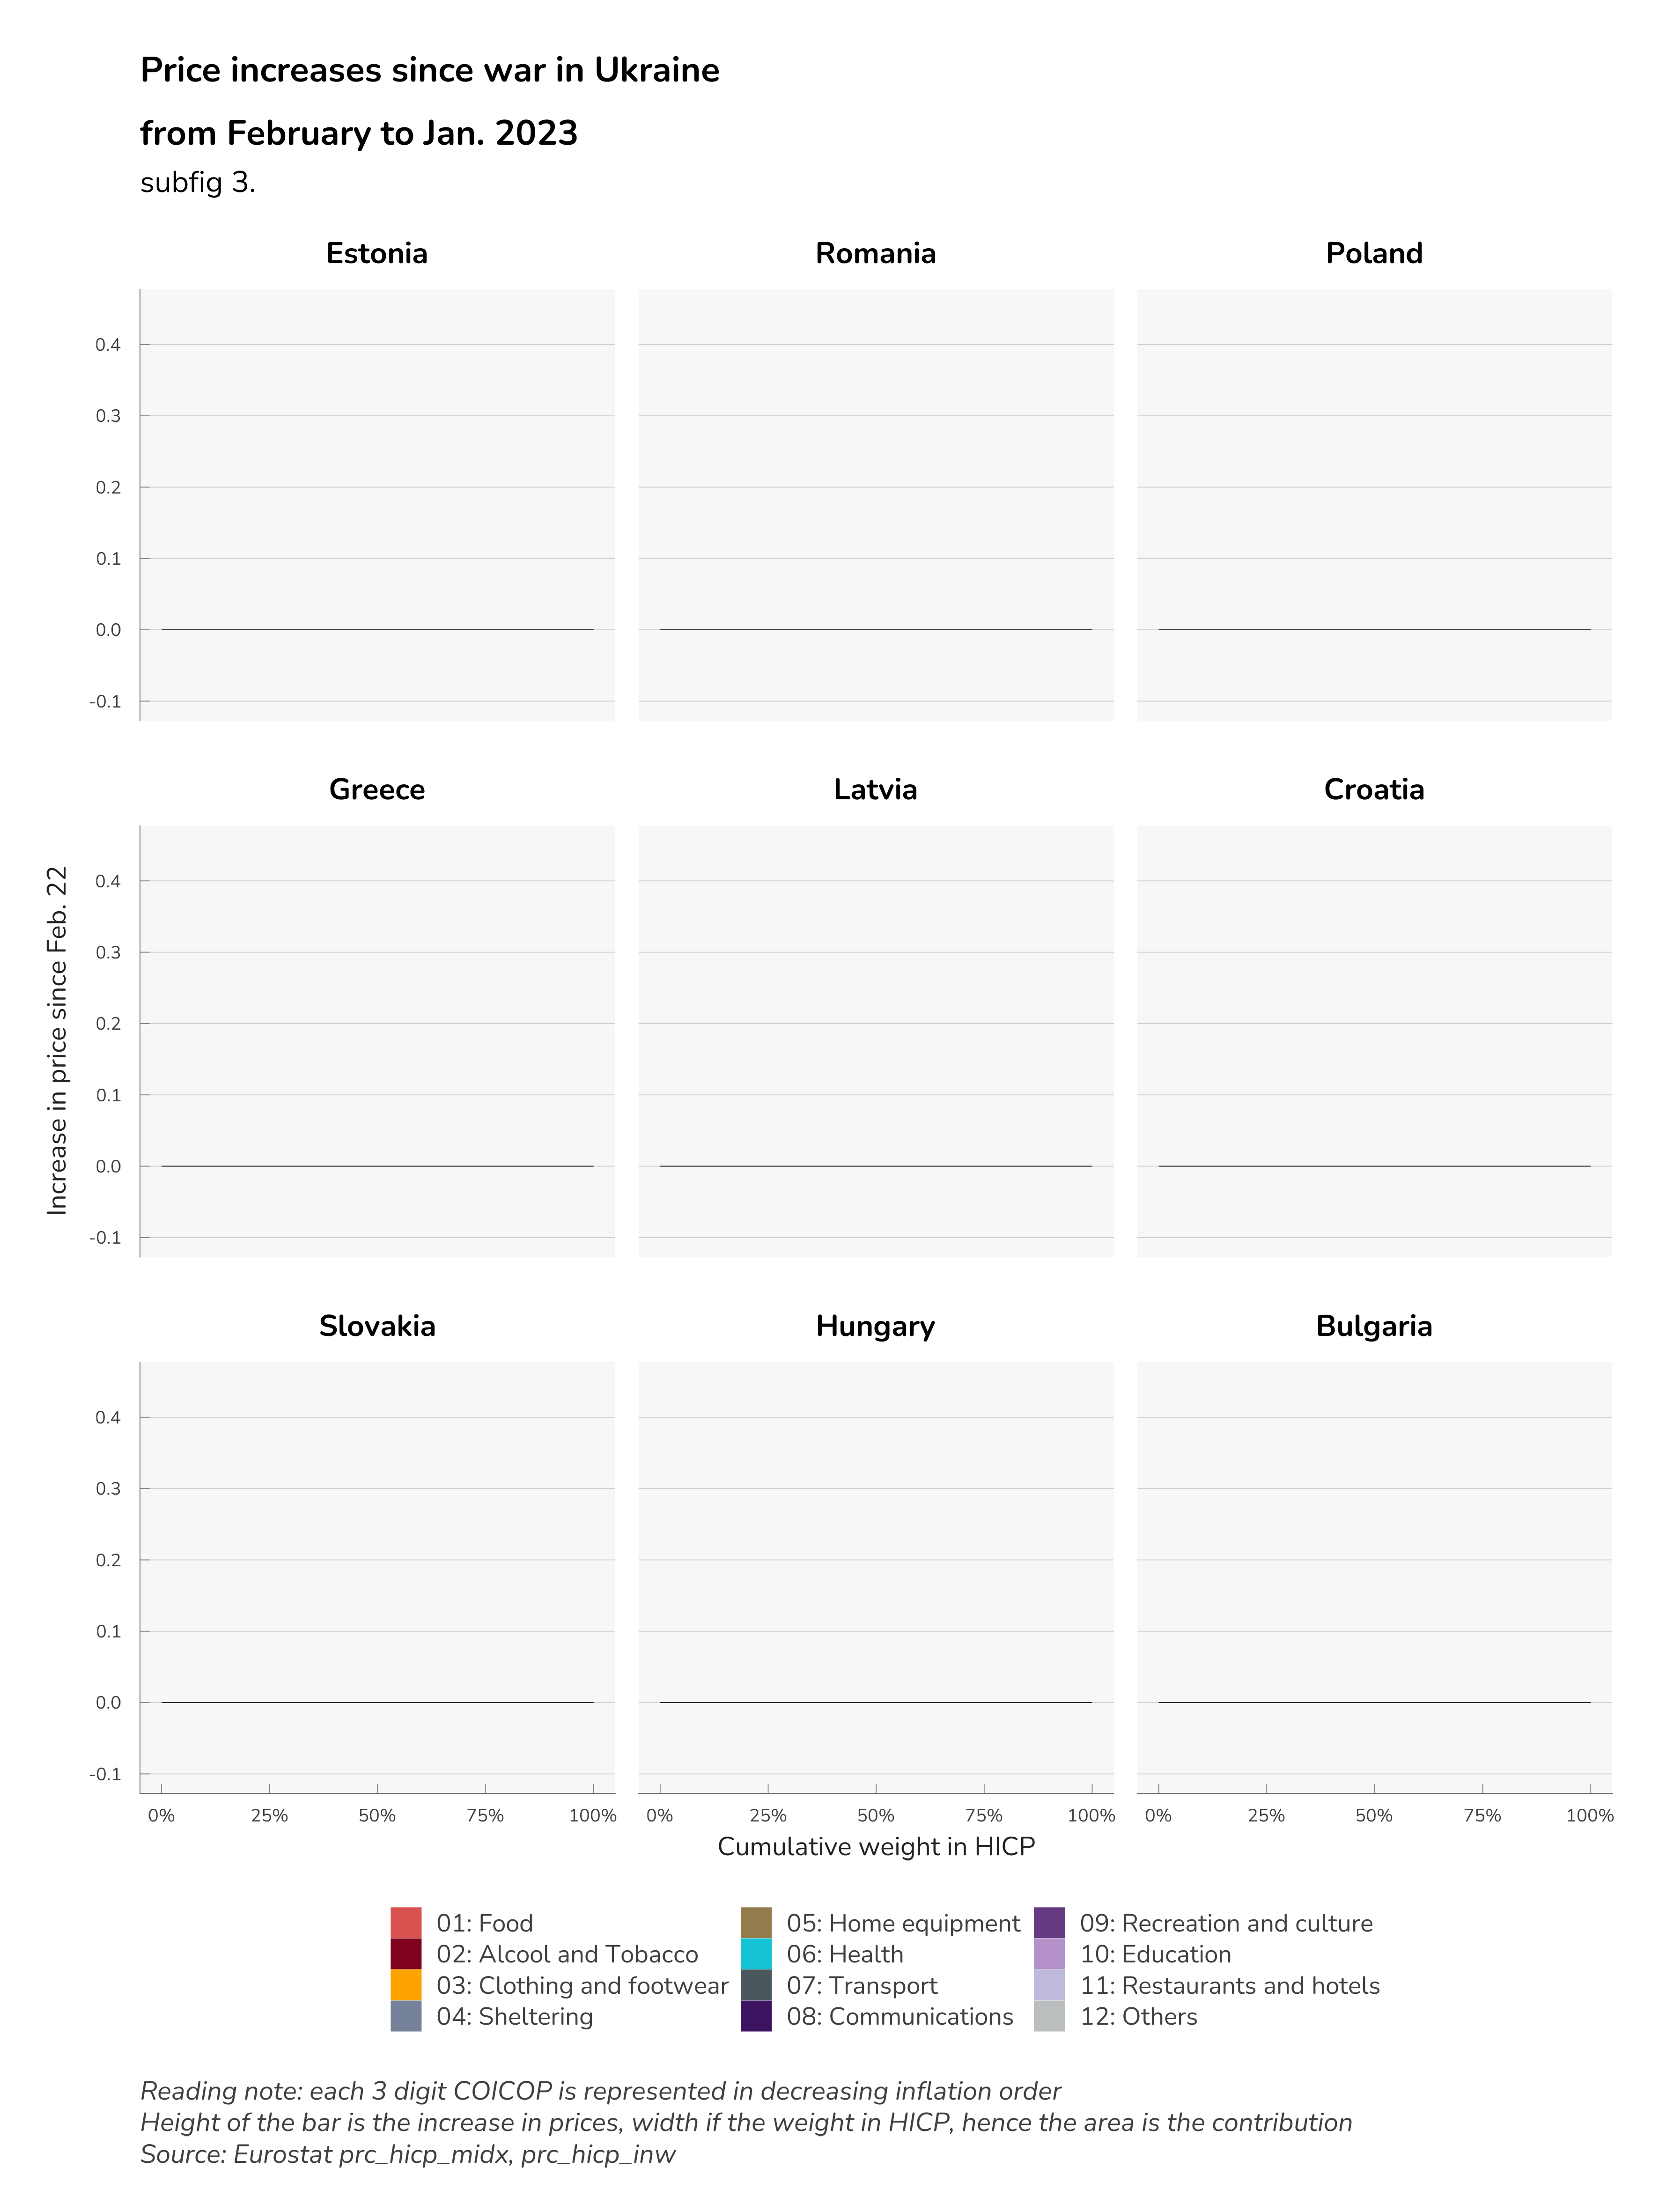 Price increases since war in Ukraine
from February to Jan. 2023
subfig 3.
Estonia
Romania
Poland
0.4
0.3
0.2
0.1
0.0
-0.1
Greece
Latvia
Croatia
0.4
0.3
0.2
0.1
0.0
-0.1
Increase in price since Feb. 22
Slovakia
Hungary
Bulgaria
0.4
0.3
0.2
0.1
0.0
-0.1
0% 25% 50% 75% 100%
0% 25% 50% 75% 100%
0% 25% 50% 75% 100%
Cumulative weight in HICP
01: Food
02: Alcool and Tobacco
03: Clothing and footwear
04: Sheltering
05: Home equipment
06: Health
07: Transport
08: Communications
09: Recreation and culture
10: Education
11: Restaurants and hotels
12: Others
Reading note: each 3 digit COICOP is represented in decreasing inflation order
Height of the bar is the increase in prices, width if the weight in HICP, hence the area is the contribution
Source: Eurostat prc_hicp_midx, prc_hicp_inw